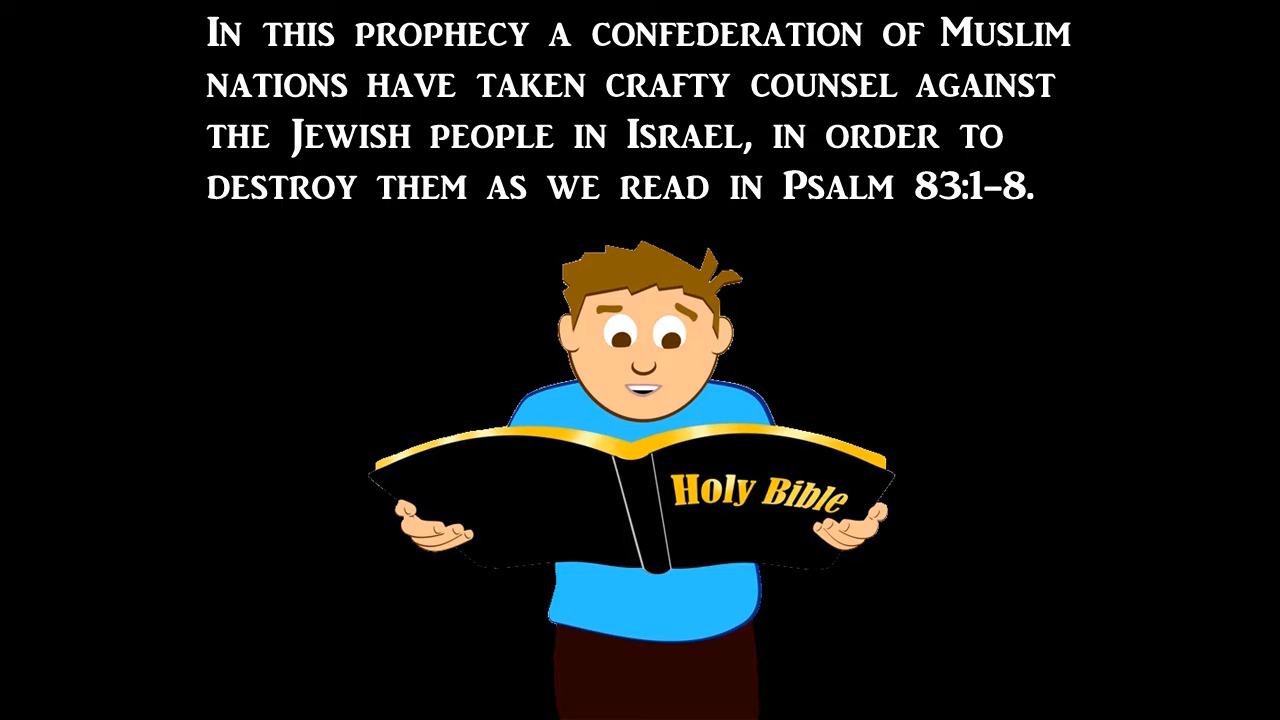 In this prophecy a confederation of Muslim
nations have taken crafty counsel against
the Jewish people in Israel, in order to
destroy them as we read in Psalm 83:1–8.
Holy Bible